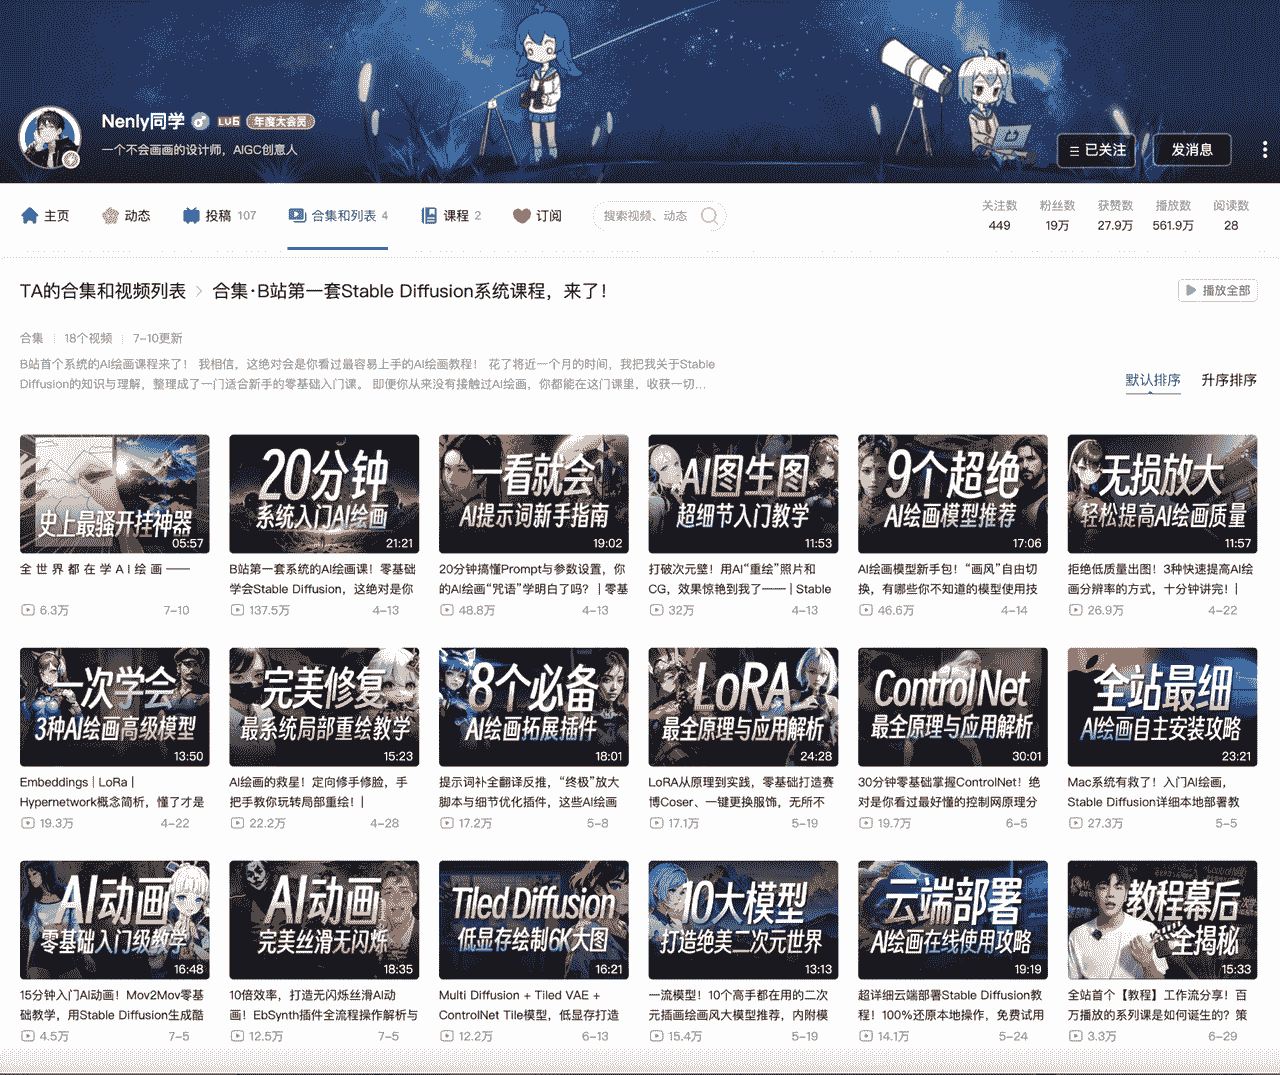 Nenly同学 LV6 年度大会员
一个不会画画的设计师，AIGC创意人
已关注
发消息
主页 动态 投稿 107 合集和列表 4 课程 2 订阅 搜索视频、动态
关注数 粉丝数 获赞数 播放数 阅读数
449 19万 27.9万 561.9万 28
TA的合集和视频列表 > 合集·B站第一套Stable Diffusion系统课程，来了！
播放全部
合集 18个视频 7-10更新
B站首个系统的AI绘画课程来了！ 我相信，这绝对会是你看过最容易上手的AI绘画教程！ 花了将近一个月的时间，我把我关于Stable
Diffusion的知识与理解，整理成了一门适合新手的零基础入门课。 即便你从来没有接触过AI绘画，你都能在这门课里，收获一切...
默认排序 升序排序
史上最骚开挂神器
05:57
全 世 界 都 在 学 A I 绘 画 ——
6.3万 7-10
20分钟
系统入门AI绘画
21:21
B站第一套系统的AI绘画课！零基础
学会Stable Diffusion，这绝对是你
137.5万 4-13
一看就会
AI提示词新手指南
19:02
20分钟搞懂Prompt与参数设置，你
的AI绘画“咒语”学明白了吗？ | 零基
48.8万 4-13
AI图生图
超细节入门教学
11:53
打破次元壁！用AI“重绘”照片和
CG，效果惊艳到我了—— | Stable
32万 4-13
9个超绝
AI绘画模型推荐
17:06
AI绘画模型新手包！“画风”自由切
换，有哪些你不知道的模型使用技
46.6万 4-14
无损放大
轻松提高AI绘画质量
11:57
拒绝低质量出图！3种快速提高AI绘
画分辨率的方式，十分钟讲完！|
26.9万 4-22
一次学会
3种AI绘画高级模型
13:50
Embeddings | LoRa |
Hypernetwork概念简析，懂了才是
19.3万 4-22
完美修复
最系统局部重绘教学
15:23
AI绘画的救星！定向修手修脸，手
把手教你玩转局部重绘！|
22.2万 4-28
8个必备
AI绘画拓展插件
18:01
提示词补全翻译反推，“终极”放大
脚本与细节优化插件，这些AI绘画
17.2万 5-8
LoRA
最全原理与应用解析
24:28
LoRA从原理到实践，零基础打造赛
博Coser、一键更换服饰，无所不
17.1万 5-19
ControlNet
最全原理与应用解析
30:01
30分钟零基础掌握ControlNet！绝
对是你看过最好懂的控制网原理分
19.7万 6-5
全站最细
AI绘画自主安装攻略
23:21
Mac系统有救了！入门AI绘画，
Stable Diffusion详细本地部署教
27.3万 5-5
AI动画
零基础入门级教学
16:48
15分钟入门AI动画！Mov2Mov零基
础教学，用Stable Diffusion生成酷
4.5万 7-5
AI动画
完美丝滑无闪烁
18:35
10倍效率，打造无闪烁丝滑AI动
画！EbSynth插件全流程操作解析与
12.5万 7-5
Tiled Diffusion
低显存绘制6K大图
16:21
Multi Diffusion + Tiled VAE +
ControlNet Tile模型，低显存打造
12.2万 6-13
10大模型
打造绝美二次元世界
13:13
一流模型！10个高手都在用的二次
元插画绘画风大模型推荐，内附模
15.4万 5-19
云端部署
AI绘画在线使用攻略
19:19
超详细云端部署Stable Diffusion教
程！100%还原本地操作，免费试用
14.1万 5-24
教程幕后
全揭秘
15:33
全站首个【教程】工作流分享！百
万播放的系列课是如何诞生的？策
3.3万 6-29